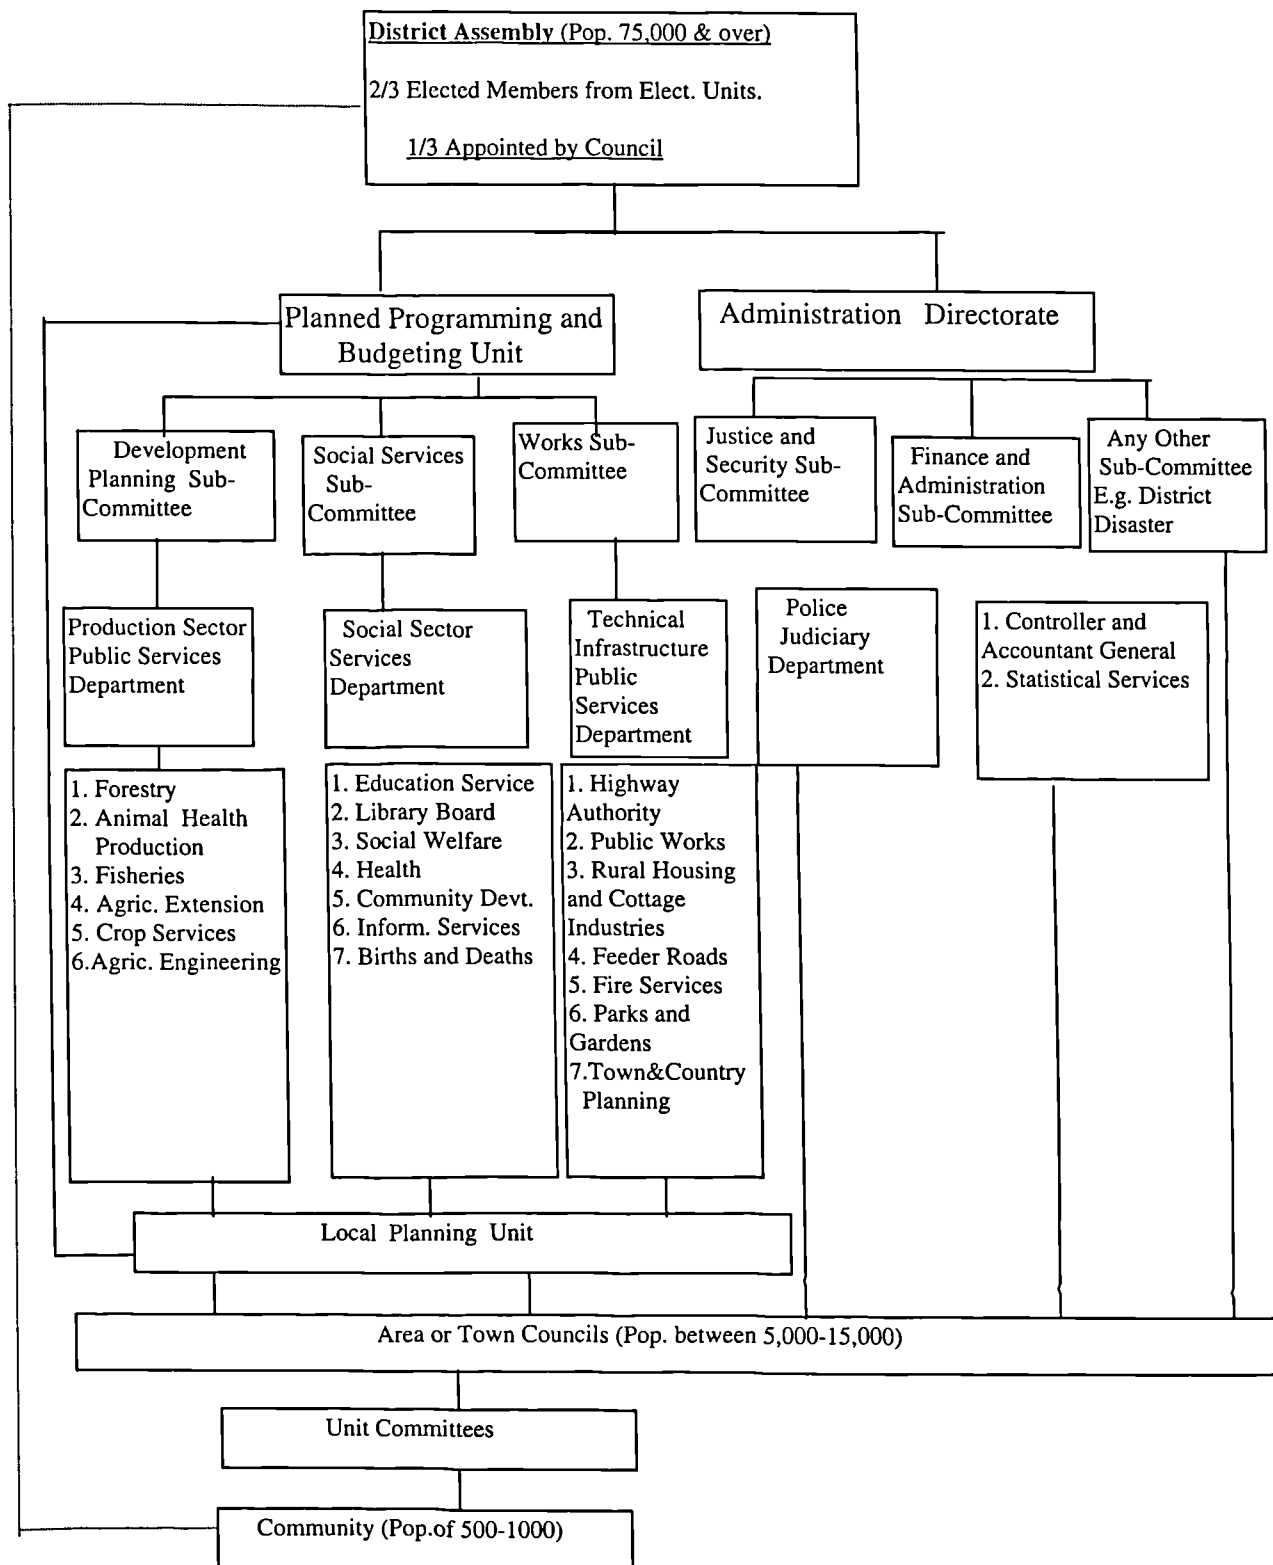 District Assembly (Pop. 75,000 & over)
2/3 Elected Members from Elect. Units.
1/3 Appointed by Council
Planned Programming and
Budgeting Unit
Administration Directorate
Development
Planning Sub-
Committee
Social Services
Sub-
Committee
Works Sub-
Committee
Justice and
Security Sub-
Committee
Finance and
Administration
Sub-Committee
Any Other
Sub-Committee
E.g. District
Disaster
Production Sector
Public Services
Department
Social Sector
Services
Department
Technical
Infrastructure
Public
Services
Department
Police
Judiciary
Department
1. Controller and
Accountant General
2. Statistical Services
1. Forestry
2. Animal Health
Production
3. Fisheries
4. Agric. Extension
5. Crop Services
6.Agric. Engineering
1. Education Service
2. Library Board
3. Social Welfare
4. Health
5. Community Devt.
6. Inform. Services
7. Births and Deaths
1. Highway
Authority
2. Public Works
3. Rural Housing
and Cottage
Industries
4. Feeder Roads
5. Fire Services
6. Parks and
Gardens
7.Town&Country
Planning
Local Planning Unit
Area or Town Councils (Pop. between 5,000-15,000)
Unit Committees
Community (Pop.of 500-1000)